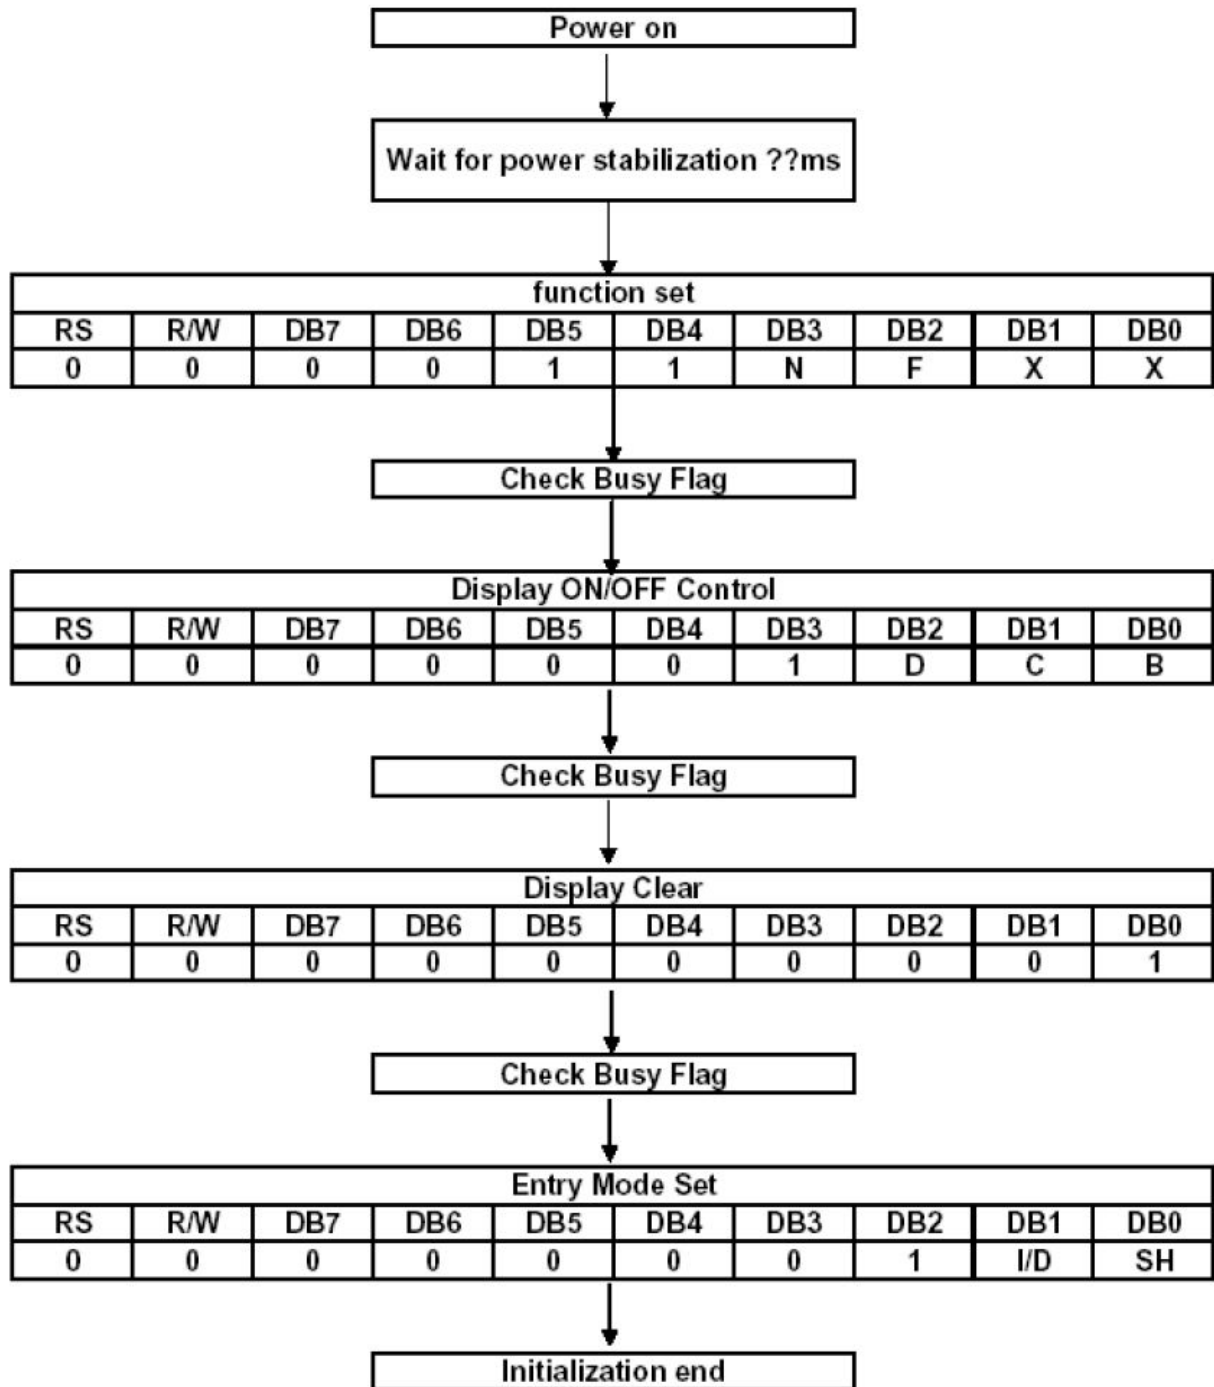 Power on
Wait for power stabilization ??ms
function set
RS R/W DB7 DB6 DB5 DB4 DB3 DB2 DB1 DB0
0 0 0 0 1 1 N F X X
Check Busy Flag
Display ON/OFF Control
RS R/W DB7 DB6 DB5 DB4 DB3 DB2 DB1 DB0
0 0 0 0 0 0 1 D C B
Check Busy Flag
Display Clear
RS R/W DB7 DB6 DB5 DB4 DB3 DB2 DB1 DB0
0 0 0 0 0 0 0 0 0 1
Check Busy Flag
Entry Mode Set
RS R/W DB7 DB6 DB5 DB4 DB3 DB2 DB1 DB0
0 0 0 0 0 0 0 1 I/D SH
Initialization end